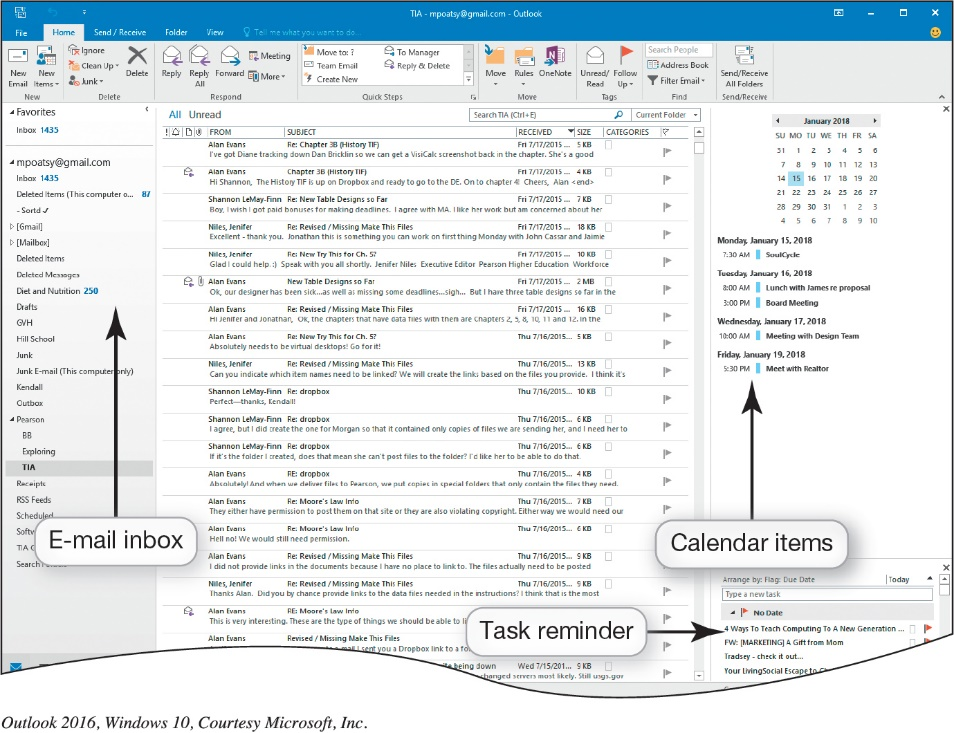 TIA - mpoatsy@gmail.com - Outlook
File Home Send / Receive Folder View Tell me what you want to do...
Ignore
Clean Up
Junk
New Email
New Items
Delete
Reply
Reply All
Forward
Meeting
More
Move to: ?
Team Email
Create New
To Manager
Reply & Delete
Move
Rules
OneNote
Unread/ Read
Follow Up
Search People
Address Book
Filter Email
Send/Receive All Folders
New Delete Respond Quick Steps Move Tags Find Send/Receive
Favorites
Inbox 1435
mpoatsy@gmail.com
Inbox 1435
Deleted Items (This computer o... 87
- Sortd ✓
[Gmail]
[Mailbox]
Deleted Items
Deleted Messages
Diet and Nutrition 250
Drafts
GVH
Hill School
Junk
Junk E-mail (This computer only)
Kendall
Outbox
Pearson
BB
Exploring
TIA
Receipts
RSS Feeds
Scheduled
E-mail inbox
All Unread
Search TIA (Ctrl+E) Current Folder
! FROM SUBJECT RECEIVED SIZE CATEGORIES
Alan Evans Re: Chapter 3B (History TIF) Fri 7/17/2015... 5 KB
I've got Diane tracking down Dan Bricklin so we can get a VisiCalc screenshot back in the chapter. She's a good
Alan Evans Chapter 3B (History TIF) Fri 7/17/2015... 6 KB
Hi Shannon, The History TIF is up on Dropbox and ready to go to the DE. On to chapter 4! Cheers, Alan <end>
Shannon LeMay-Finn Re: New Table Designs so Far Fri 7/17/2015... 7 KB
Boy, I wish I got paid bonuses for making deadlines. I agree with MA. I like her work but am concerned about her
Niles, Jenifer Re: Revised / Missing Make This Files Fri 7/17/2015... 18 KB
Excellent - thank you. Jonathan this is something you can work on first thing Monday with John Cassar and Jaimie
Niles, Jenifer Re: New Try This for Ch. 5? Fri 7/17/2015... 10 KB
Glad I could help. :) Speak with you all shortly. Jenifer Niles Executive Editor Pearson Higher Education Workforce
Alan Evans New Table Designs so Far Fri 7/17/2015... 2 MB
Ok, our designer has been sick...as well as missing some deadlines...sigh... But I have three table designs so far in the
Alan Evans Re: Revised / Missing Make This Files Fri 7/17/2015... 16 KB
Hi Jenifer and Jonathan, Ok, the chapters that have data files with them are Chapters 2, 5, 8, 10, 11 and 12. In the
Alan Evans Re: New Try This for Ch. 5? Fri 7/17/2015... 5 KB
Absolutely needs to be virtual desktops! Go for it!
Niles, Jenifer Re: Revised / Missing Make This Files Thu 7/16/2015... 13 KB
Can you indicate which item names need to be linked? We will create the links based on the files you provide. I think it's
Shannon LeMay-Finn Re: dropbox Thu 7/16/2015... 10 KB
Perfect—thanks, Kendall!
Shannon LeMay-Finn Re: dropbox Thu 7/16/2015... 6 KB
I agree, but I did create the one for Morgan so that it contained only copies of files we are sending her, and I need her to
Shannon LeMay-Finn Re: dropbox Thu 7/16/2015... 6 KB
If it's the folder I created, does that mean she can't post files to the folder? I'd like her to be able to do that.
Alan Evans RE: dropbox Thu 7/16/2015... 4 KB
Absolutely! And when we deliver files to Pearson, we put copies in special folders that only contain the files they need.
Alan Evans Re: Moore's Law Info Thu 7/16/2015... 7 KB
They either have permission to post them on that site or they are also violating copyright. Either way we would need our
Alan Evans Re: Moore's Law Info Thu 7/16/2015... 6 KB
Hell no! We would still need permission.
Alan Evans Re: Revised / Missing Make This Files Thu 7/16/2015... 12 KB
I did not provide links in the documents because I have no place to link to. The files actually need to be posted
Niles, Jenifer Re: Revised / Missing Make This Files Thu 7/16/2015... 9 KB
Thanks Alan. Did you by chance provide links to the data files needed in the instructions? I think that is the most
Alan Evans Re: Moore's Law Info
This is very interesting. These are the type of things we should be able to
Alan Evans Revised / Missing Make This Files
mail I sent you a Dropbox link to a
being down Wed 7/15/201... 9 KB
changed servers most likely. Still usgs.gov
January 2018
SU MO TU WE TH FR SA
31 1 2 3 4 5 6
7 8 9 10 11 12 13
14 15 16 17 18 19 20
21 22 23 24 25 26 27
28 29 30 31 1 2 3
4 5 6 7 8 9 10
Monday, January 15, 2018
7:30 AM SoulCycle
Tuesday, January 16, 2018
8:00 AM Lunch with James re proposal
3:00 PM Board Meeting
Wednesday, January 17, 2018
10:00 AM Meeting with Design Team
Friday, January 19, 2018
5:30 PM Meet with Realtor
Calendar items
Arrange by: Flag: Due Date Today
Type a new task
No Date
4 Ways To Teach Computing To A New Generation ...
FW: [MARKETING] A Gift from Mom
Tradsey - check it out...
Your LivingSocial Escape to
Task reminder
Outlook 2016, Windows 10, Courtesy Microsoft, Inc.